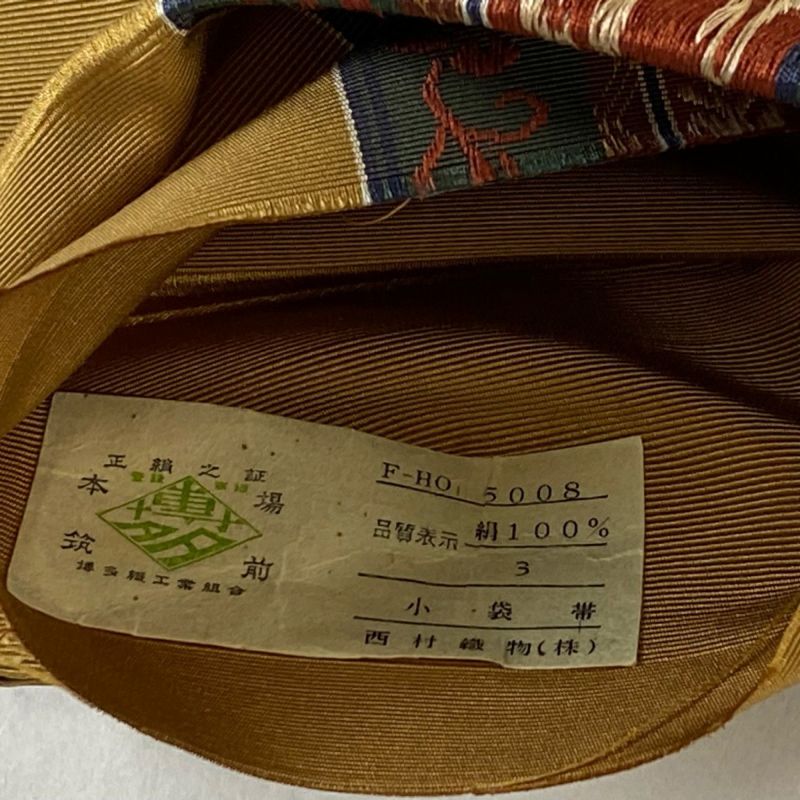 正絹之証
本場
博多
筑前
博多織工業組合
F-HO 5008
品質表示 絹100%
3
小袋帯
西村織物(株)